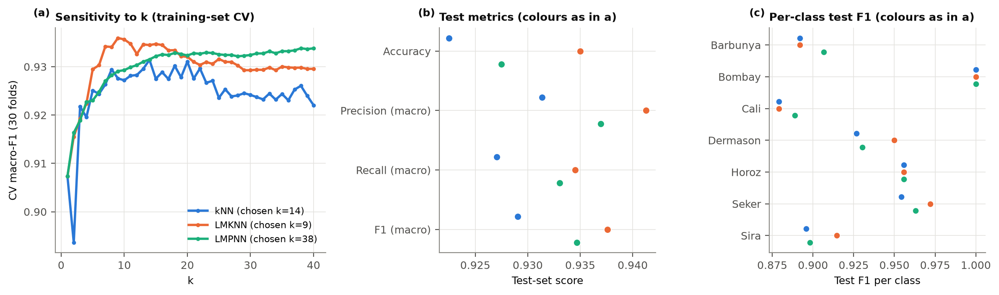 (a) Sensitivity to k (training-set CV)
CV macro-F1 (30 folds)
0.93
0.92
0.91
0.90
0 10 20 30 40
k
kNN (chosen k=14)
LMKNN (chosen k=9)
LMPNN (chosen k=38)
(b) Test metrics (colours as in a)
Accuracy
Precision (macro)
Recall (macro)
F1 (macro)
0.925 0.930 0.935 0.940
Test-set score
(c) Per-class test F1 (colours as in a)
Barbunya
Bombay
Cali
Dermason
Horoz
Seker
Sira
0.875 0.900 0.925 0.950 0.975 1.000
Test F1 per class